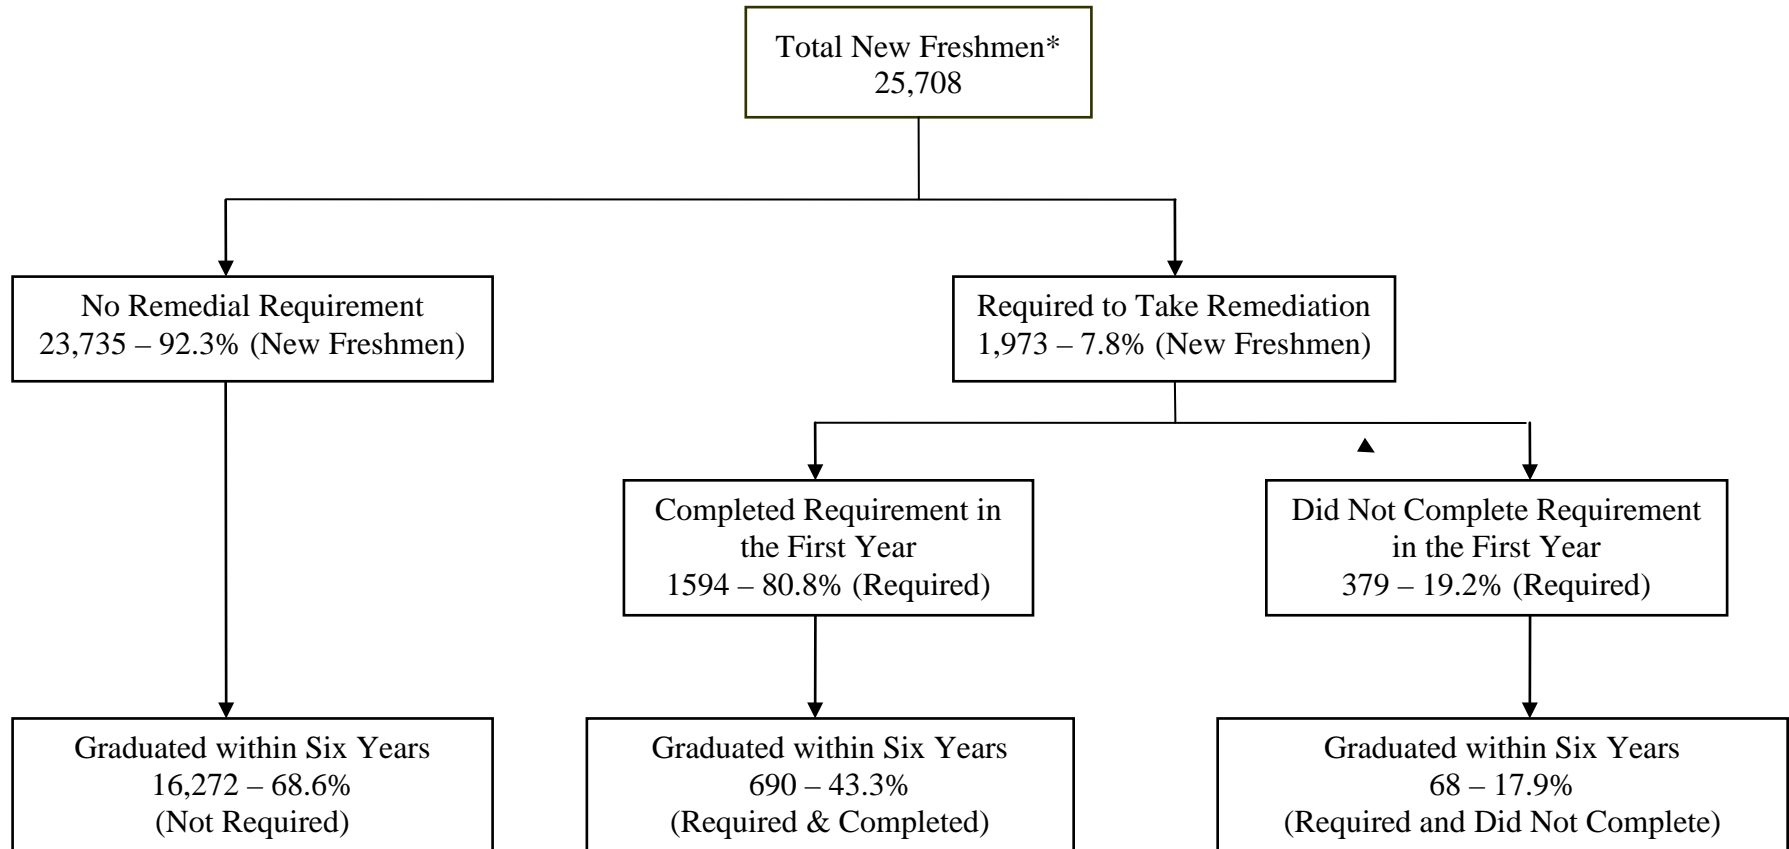 Total New Freshmen*
25,708
No Remedial Requirement
23,735 – 92.3% (New Freshmen)
Required to Take Remediation
1,973 – 7.8% (New Freshmen)
Completed Requirement in
the First Year
1594 – 80.8% (Required)
Did Not Complete Requirement
in the First Year
379 – 19.2% (Required)
Graduated within Six Years
16,272 – 68.6%
(Not Required)
Graduated within Six Years
690 – 43.3%
(Required & Completed)
Graduated within Six Years
68 – 17.9%
(Required and Did Not Complete)